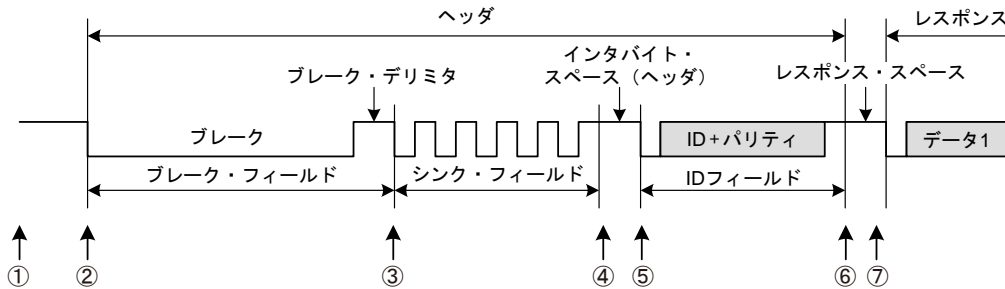 ヘッダ
レスポンス
インタバイト・
スペース（ヘッダ）
ブレーク・デリミタ
レスポンス・スペース
ブレーク
ID+パリティ
データ1
ブレーク・フィールド
シンク・フィールド
IDフィールド
① ② ③ ④ ⑤ ⑥ ⑦